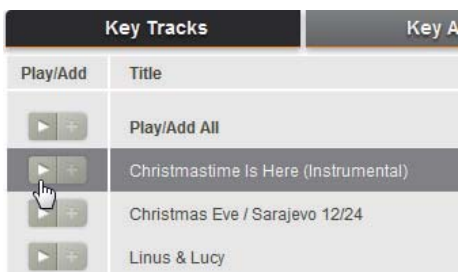 Key Tracks Key A
Play/Add Title
Play/Add All
Christmastime Is Here (Instrumental)
Christmas Eve / Sarajevo 12/24
Linus & Lucy